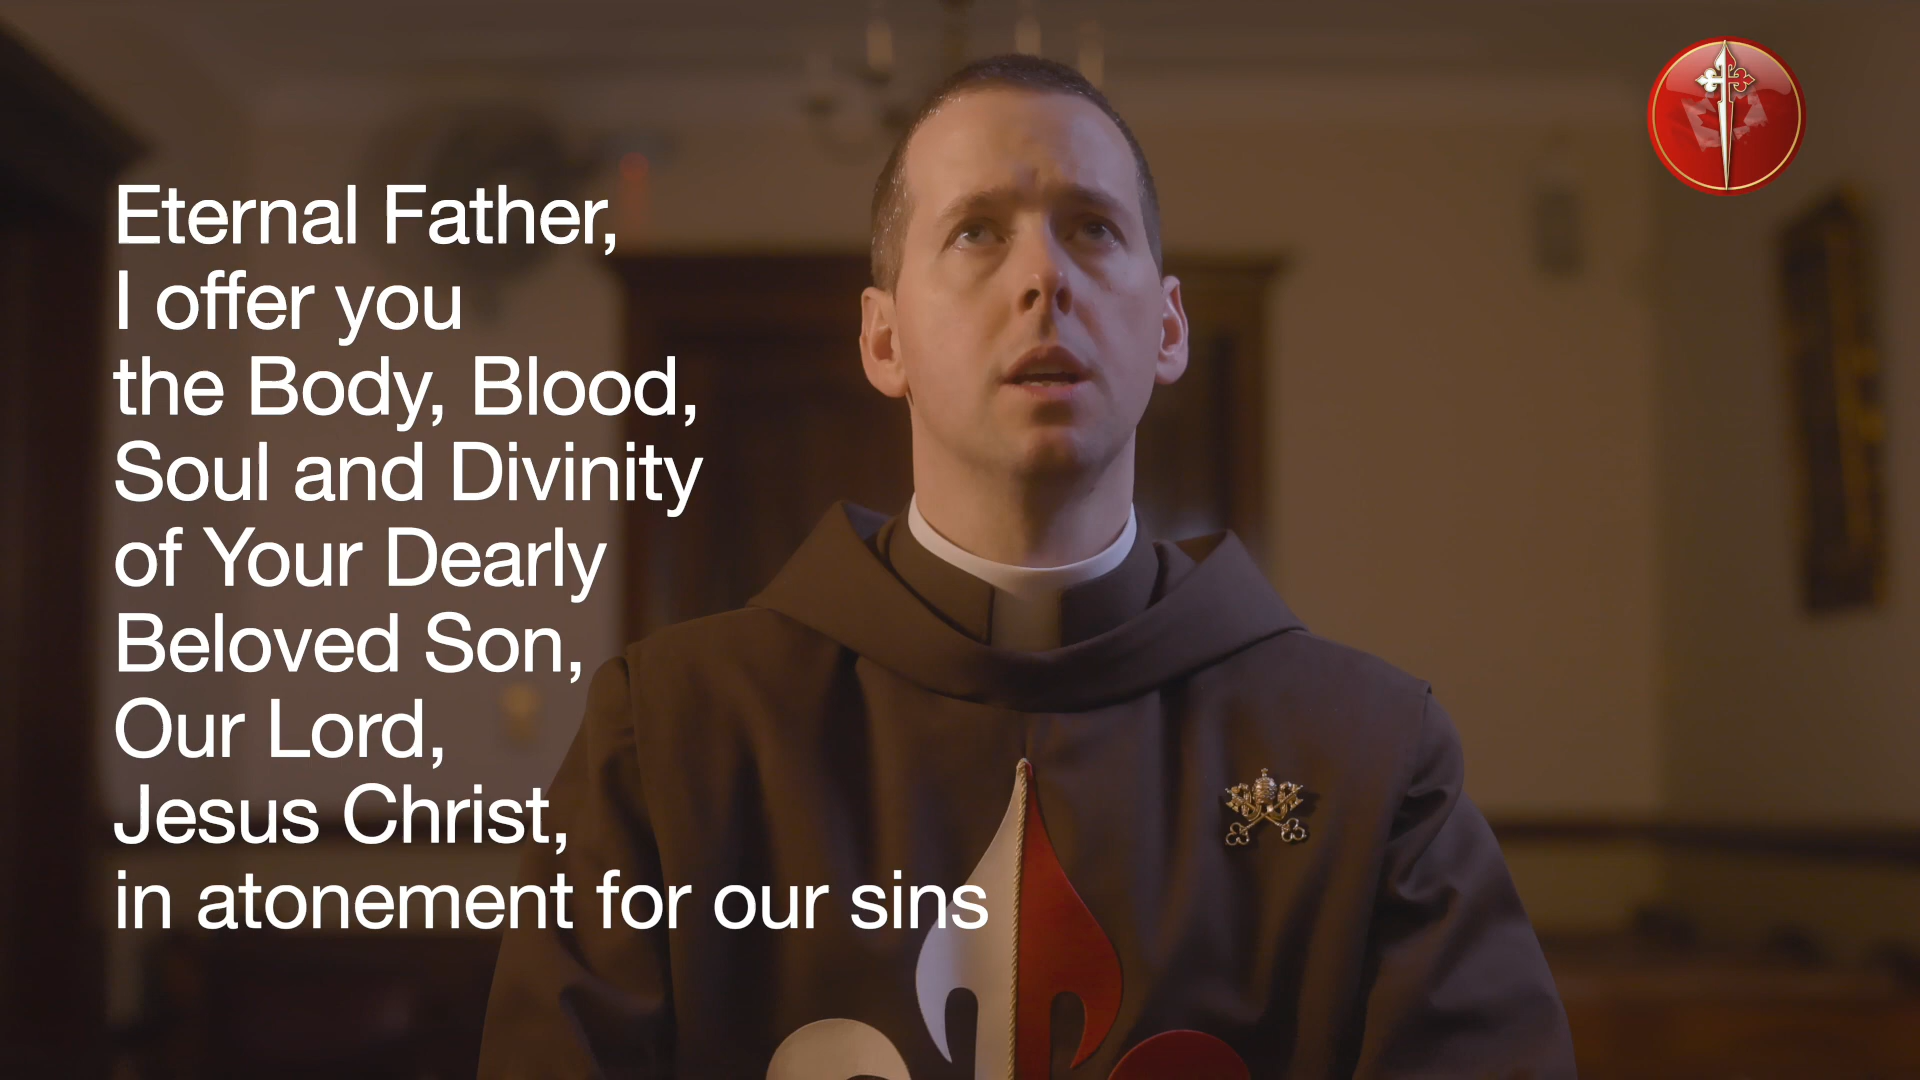 Eternal Father,
I offer you
the Body, Blood,
Soul and Divinity
of Your Dearly
Beloved Son,
Our Lord,
Jesus Christ,
in atonement for our sins